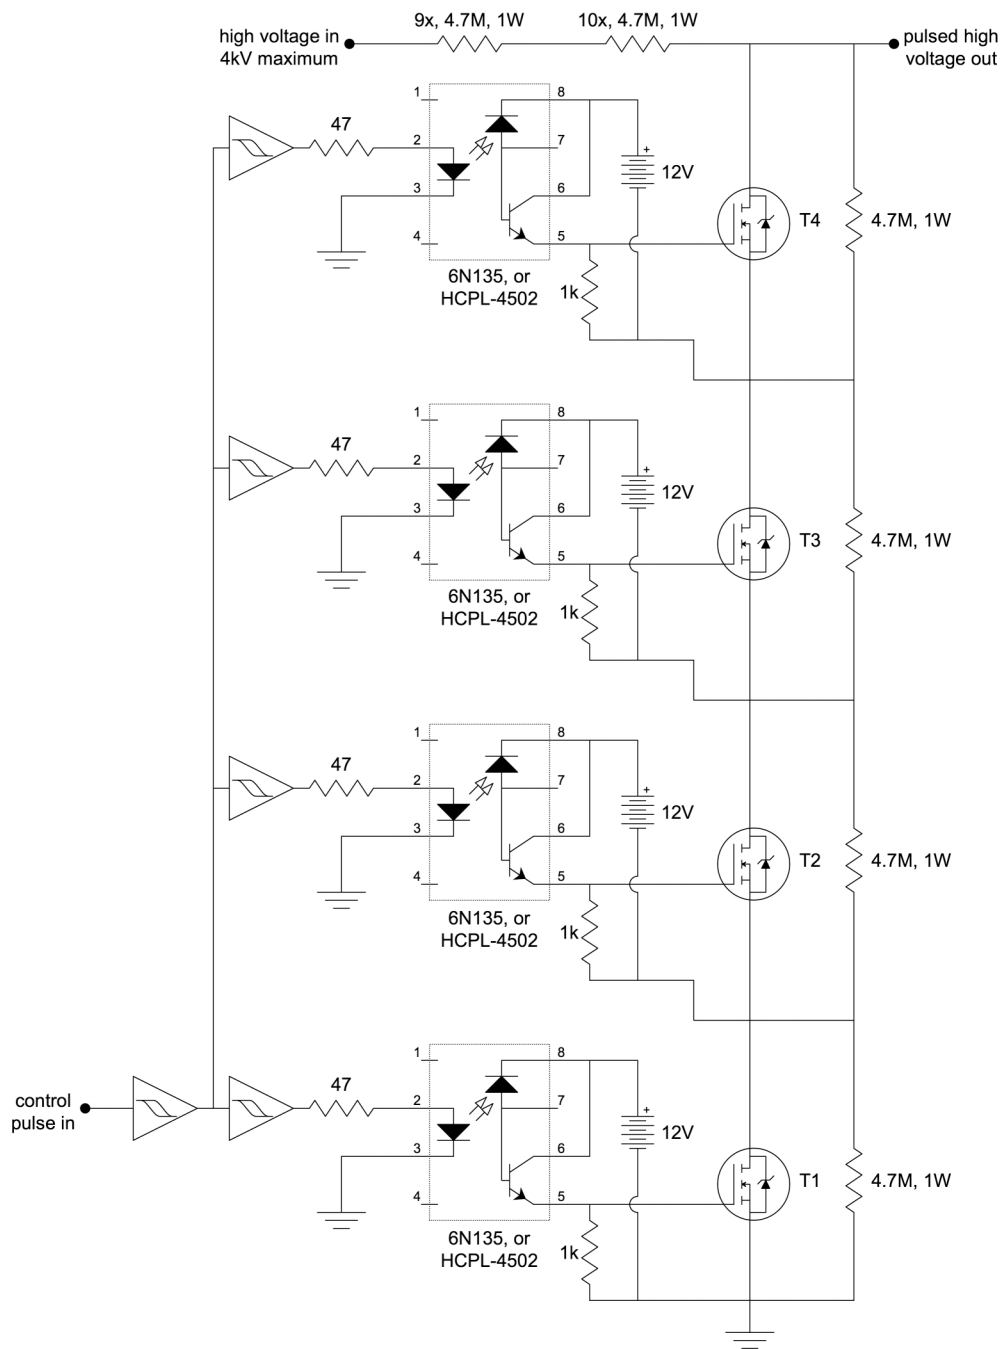 9x, 4.7M, 1W
10x, 4.7M, 1W
high voltage in
4kV maximum
pulsed high
voltage out
1
8
47
2
7
+
12V
3
6
T4
4.7M, 1W
4
5
6N135, or
HCPL-4502
1k
1
8
47
2
7
+
12V
3
6
T3
4.7M, 1W
4
5
6N135, or
HCPL-4502
1k
1
8
47
2
7
+
12V
3
6
T2
4.7M, 1W
4
5
6N135, or
HCPL-4502
1k
1
8
control
pulse in
47
2
7
+
12V
3
6
T1
4.7M, 1W
4
5
6N135, or
HCPL-4502
1k